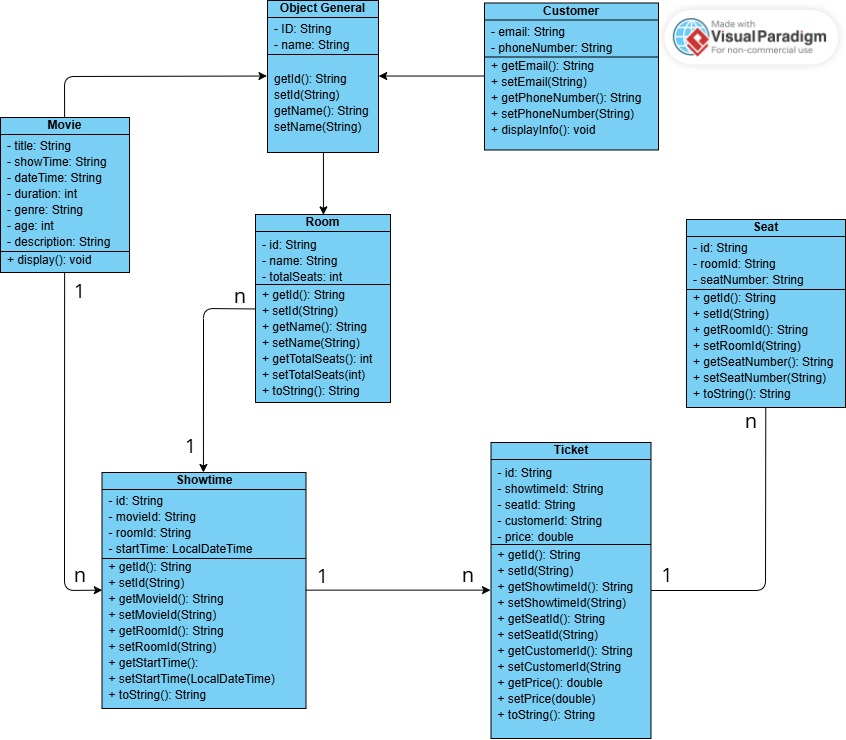 Object General
- ID: String
- name: String
getId(): String
setId(String)
getName(): String
setName(String)
Customer
- email: String
- phoneNumber: String
+ getEmail(): String
+ setEmail(String)
+ getPhoneNumber(): String
+ setPhoneNumber(String)
+ displayInfo(): void
Made with
VisualParadigm
For non-commercial use
Movie
- title: String
- showTime: String
- dateTime: String
- duration: int
- genre: String
- age: int
- description: String
+ display(): void
Room
- id: String
- name: String
- totalSeats: int
+ getId(): String
+ setId(String)
+ getName(): String
+ setName(String)
+ getTotalSeats(): int
+ setTotalSeats(int)
+ toString(): String
Seat
- id: String
- roomId: String
- seatNumber: String
+ getId(): String
+ setId(String)
+ getRoomId(): String
+ setRoomId(String)
+ getSeatNumber(): String
+ setSeatNumber(String)
+ toString(): String
1
n
1
n
n
Showtime
- id: String
- movieId: String
- roomId: String
- startTime: LocalDateTime
+ getId(): String
+ setId(String)
+ getMovieId(): String
+ setMovieId(String)
+ getRoomId(): String
+ setRoomId(String)
+ getStartTime():
+ setStartTime(LocalDateTime)
+ toString(): String
1
n
Ticket
- id: String
- showtimeId: String
- seatId: String
- customerId: String
- price: double
+ getId(): String
+ setId(String)
+ getShowtimeId(): String
+ setShowtimeId(String)
+ getSeatId(): String
+ setSeatId(String)
+ getCustomerId(): String
+ setCustomerId(String
+ getPrice(): double
+ setPrice(double)
+ toString(): String
1
n